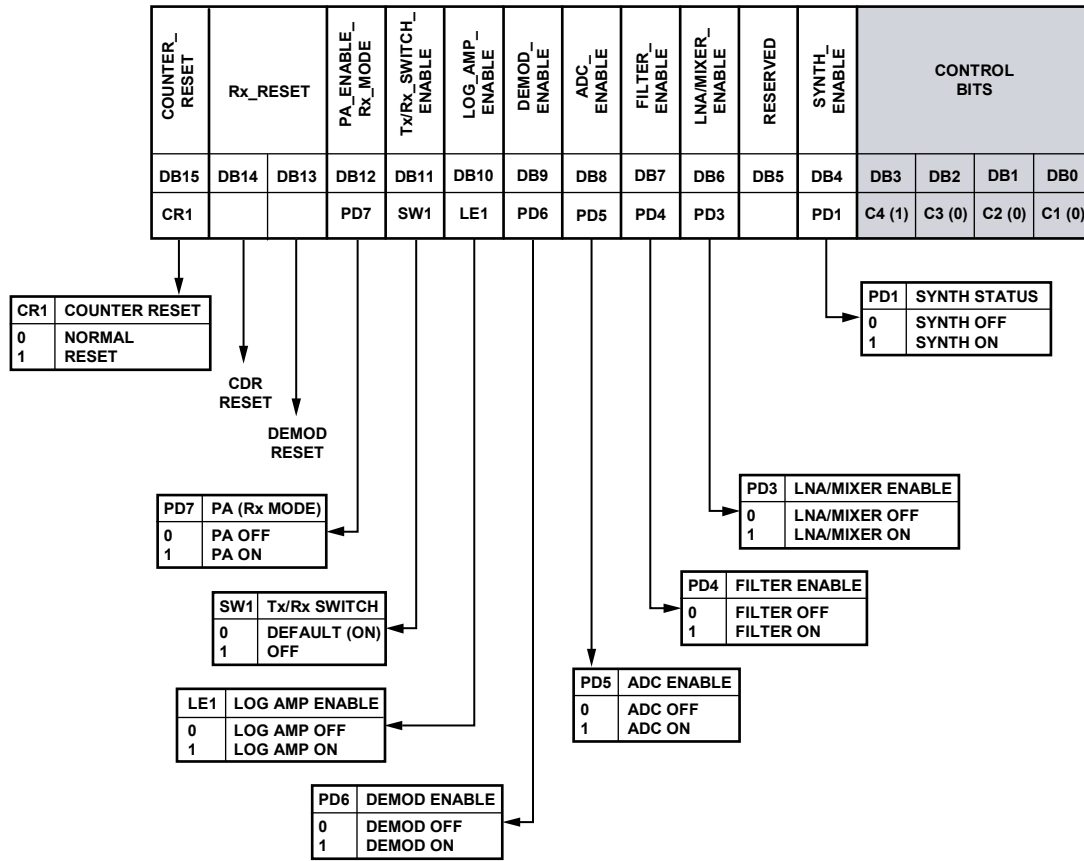 COUNTER_
RESET
Rx_RESET
PA_ENABLE_
Rx_MODE
Tx/Rx_SWITCH_
ENABLE
LOG_AMP_
ENABLE
DEMOD_
ENABLE
ADC_
ENABLE
FILTER_
ENABLE
LNA/MIXER_
ENABLE
RESERVED
SYNTH_
ENABLE
CONTROL
BITS
DB15 DB14 DB13 DB12 DB11 DB10 DB9 DB8 DB7 DB6 DB5 DB4 DB3 DB2 DB1 DB0
CR1 PD7 SW1 LE1 PD6 PD5 PD4 PD3 PD1 C4 (1) C3 (0) C2 (0) C1 (0)
CR1 COUNTER RESET
0 NORMAL
1 RESET
PD1 SYNTH STATUS
0 SYNTH OFF
1 SYNTH ON
CDR
RESET
DEMOD
RESET
PD7 PA (Rx MODE)
0 PA OFF
1 PA ON
PD3 LNA/MIXER ENABLE
0 LNA/MIXER OFF
1 LNA/MIXER ON
SW1 Tx/Rx SWITCH
0 DEFAULT (ON)
1 OFF
PD4 FILTER ENABLE
0 FILTER OFF
1 FILTER ON
LE1 LOG AMP ENABLE
0 LOG AMP OFF
1 LOG AMP ON
PD5 ADC ENABLE
0 ADC OFF
1 ADC ON
PD6 DEMOD ENABLE
0 DEMOD OFF
1 DEMOD ON